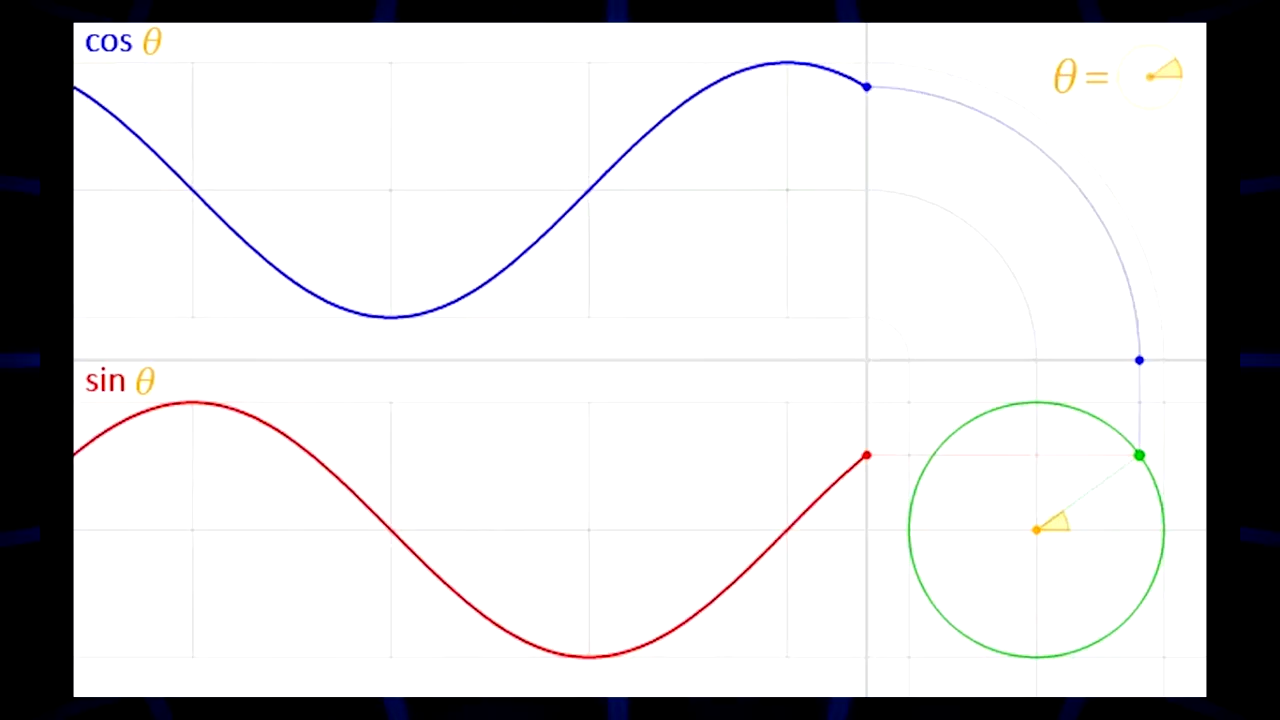 cos θ
θ =
sin θ